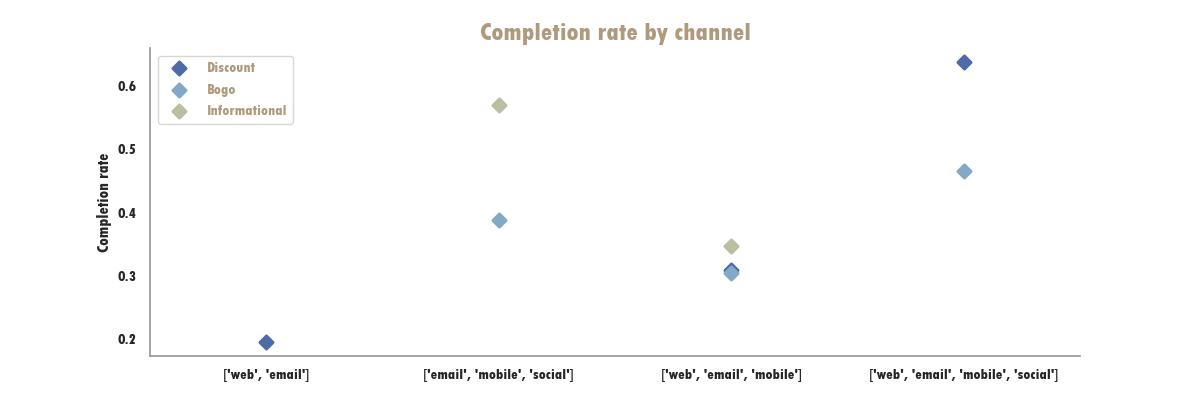 Completion rate by channel
Discount
Bogo
Informational
Completion rate
0.6
0.5
0.4
0.3
0.2
['web', 'email']
['email', 'mobile', 'social']
['web', 'email', 'mobile']
['web', 'email', 'mobile', 'social']